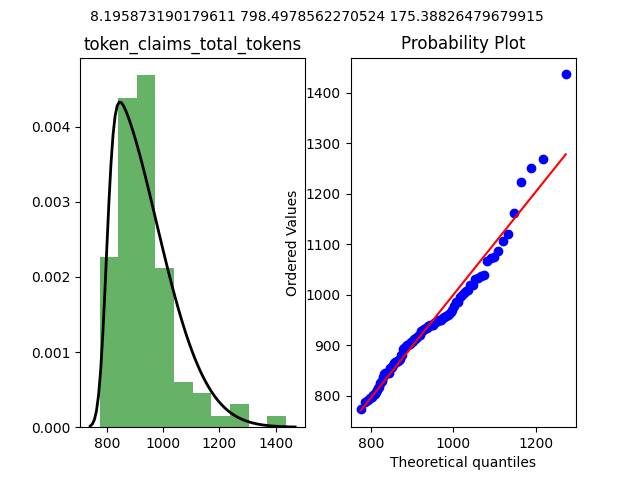 8.195873190179611 798.4978562270524 175.38826479679915
token_claims_total_tokens
0.004
0.003
0.002
0.001
0.000
800 1000 1200 1400
Probability Plot
Ordered Values
1400
1300
1200
1100
1000
900
800
800 1000 1200
Theoretical quantiles